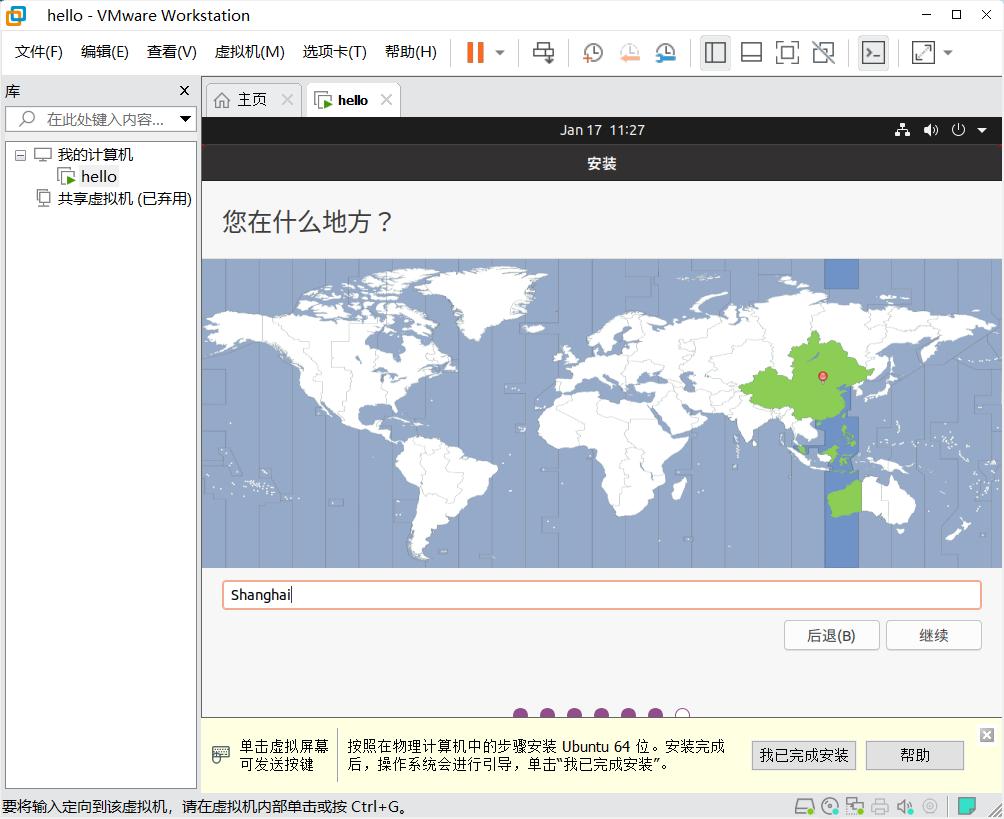 hello - VMware Workstation
文件(F) 编辑(E) 查看(V) 虚拟机(M) 选项卡(T) 帮助(H)
库
在此处键入内容...
我的计算机
hello
共享虚拟机 (已弃用)
主页
hello
Jan 17 11:27
安装
您在什么地方？
Shanghai
后退(B) 继续
单击虚拟屏幕
可发送按键
按照在物理计算机中的步骤安装 Ubuntu 64 位。安装完成
后，操作系统会进行引导，单击“我已完成安装”。
我已完成安装 帮助
要将输入定向到该虚拟机，请在虚拟机内部单击或按 Ctrl+G。